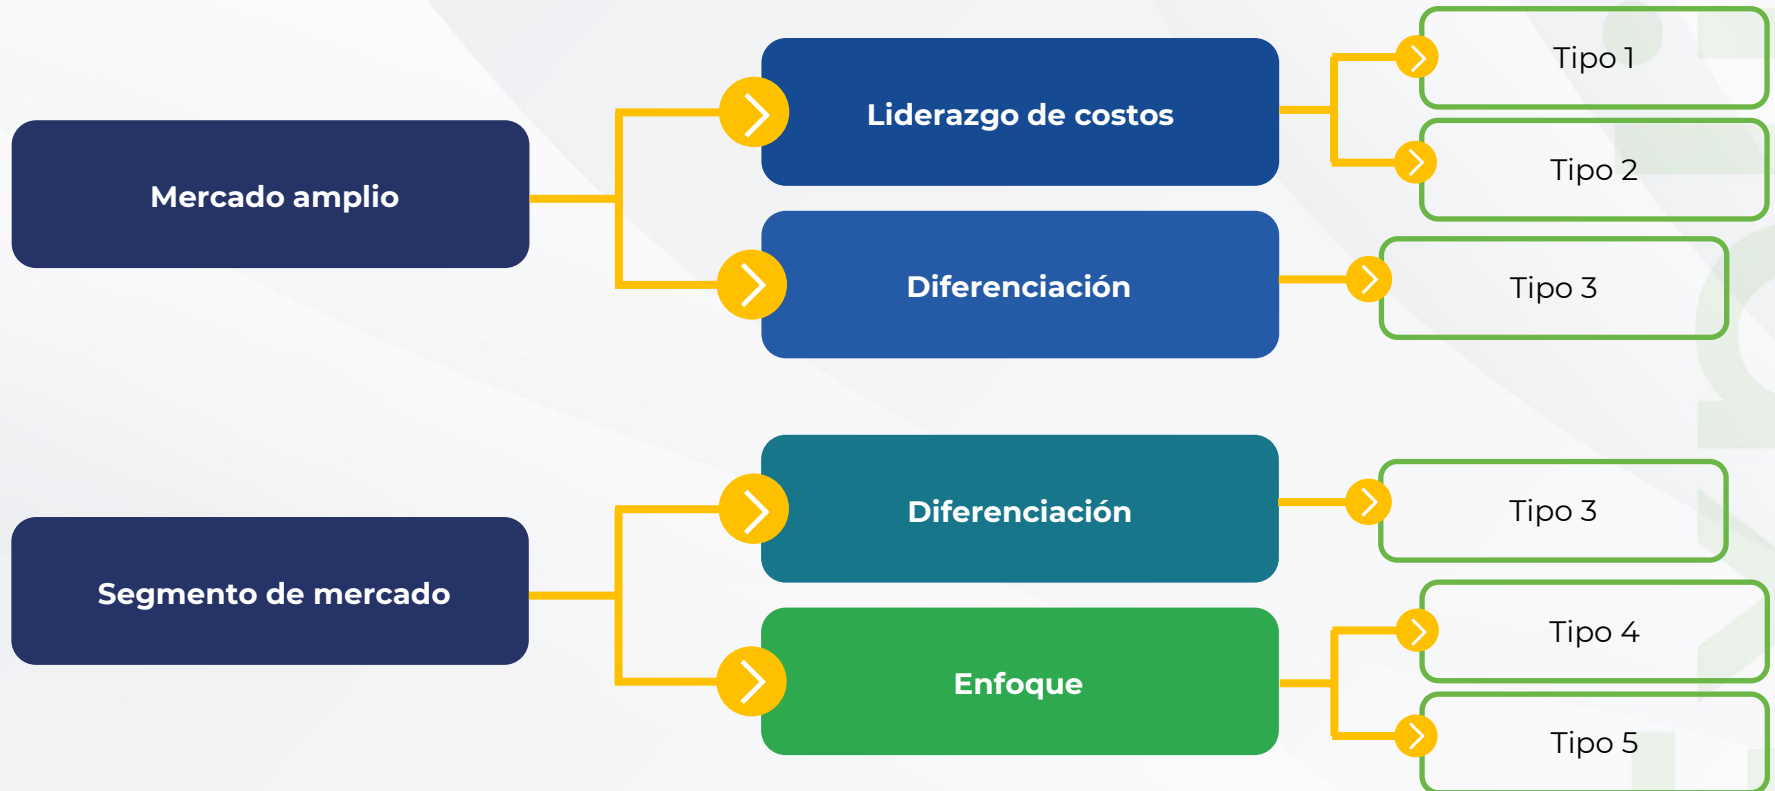 Mercado amplio
Liderazgo de costos
Tipo 1
Tipo 2
Diferenciación
Tipo 3
Segmento de mercado
Diferenciación
Tipo 3
Enfoque
Tipo 4
Tipo 5